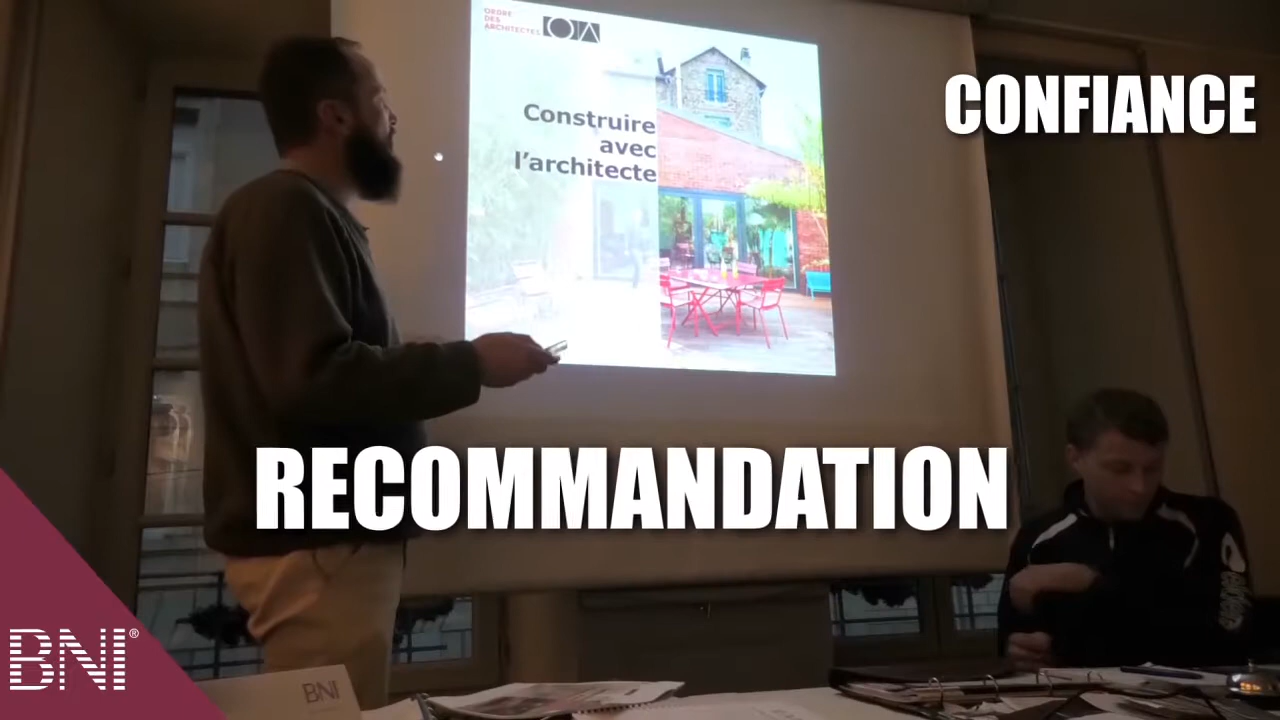 ORDRE
DES
ARCHITECTES
CONFIANCE
Construire
avec
l'architecte
RECOMMANDATION
BNI®
BNI